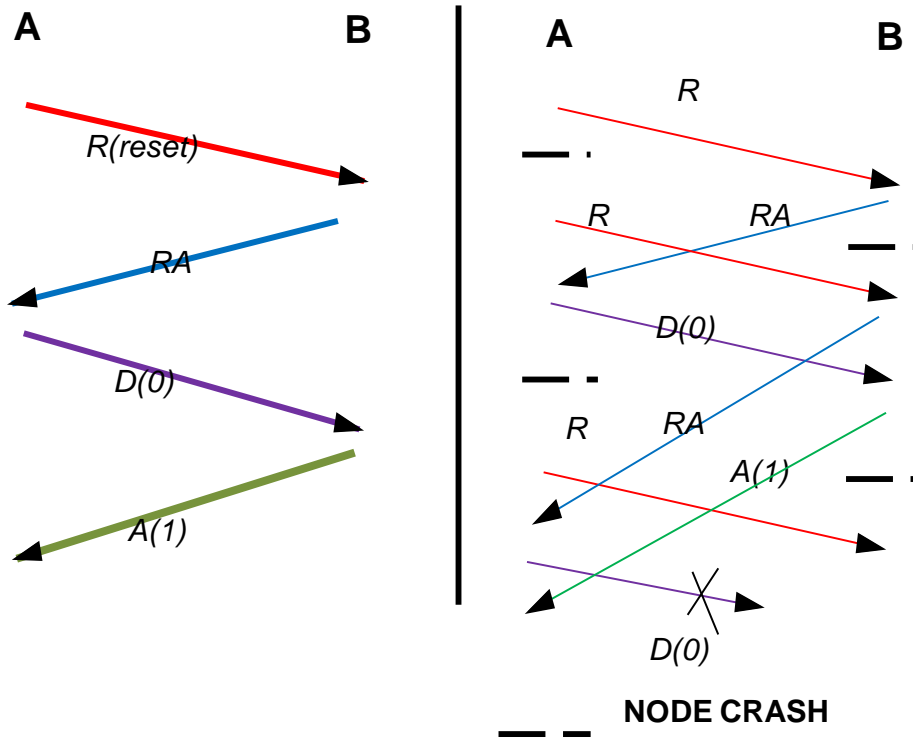 A
B
R(reset)
RA
D(0)
A(1)
A
B
R
R
RA
D(0)
R
RA
A(1)
D(0)
NODE CRASH